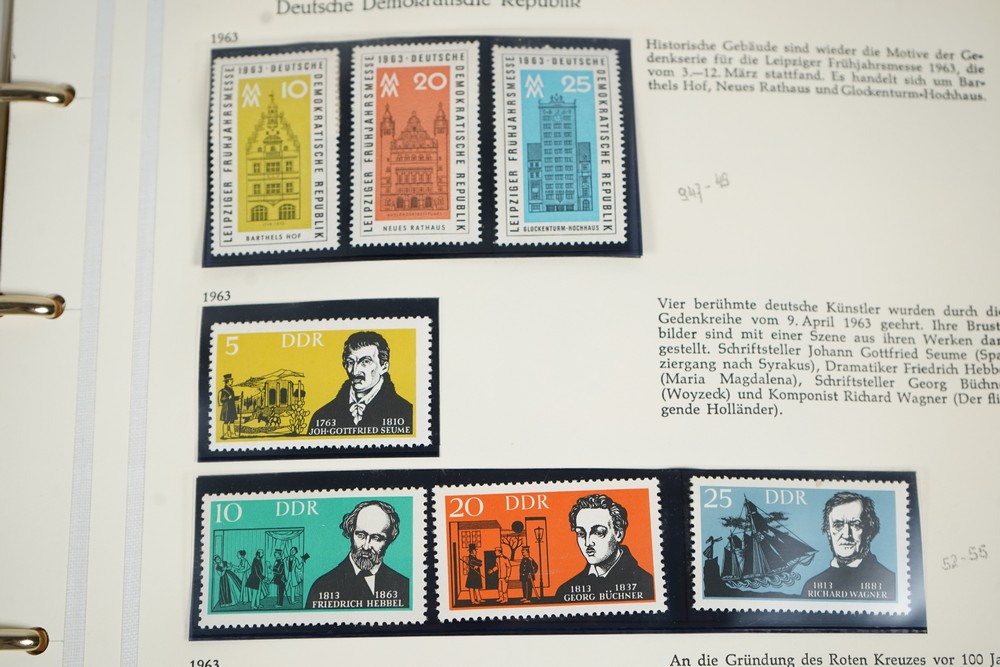 Deutsche Demokratische Republik
1963
1963 · DEUTSCHE DEMOKRATISCHE REPUBLIK
LEIPZIGER FRÜHJAHRSMESSE
MM 10
BARTHELS HOF
1963 · DEUTSCHE DEMOKRATISCHE REPUBLIK
LEIPZIGER FRÜHJAHRSMESSE
MM 20
NEUES RATHAUS
1963 · DEUTSCHE DEMOKRATISCHE REPUBLIK
LEIPZIGER FRÜHJAHRSMESSE
MM 25
GLOCKENTURM-HOCHHAUS
Historische Gebäude sind wieder die Motive der Ge-
denkserie für die Leipziger Frühjahrsmesse 1963, die
vom 3.—12. März stattfand. Es handelt sich um Bar-
thels Hof, Neues Rathaus und Glockenturm-Hochhaus.
947-49
1963
5 DDR
1763 1810
JOH·GOTTFRIED SEUME
Vier berühmte deutsche Künstler wurden durch die
Gedenkreihe vom 9. April 1963 geehrt. Ihre Brust-
bilder sind mit einer Szene aus ihren Werken dar
gestellt. Schriftsteller Johann Gottfried Seume (Spa
ziergang nach Syrakus), Dramatiker Friedrich Hebbe
(Maria Magdalena), Schriftsteller Georg Büchn
(Woyzeck) und Komponist Richard Wagner (Der fli
gende Holländer).
10 DDR
1813 1863
FRIEDRICH HEBBEL
20 DDR
1813 1837
GEORG BÜCHNER
25 DDR
1813 1883
RICHARD WAGNER
52-55
1963
An die Gründung des Roten Kreuzes vor 100 Ja